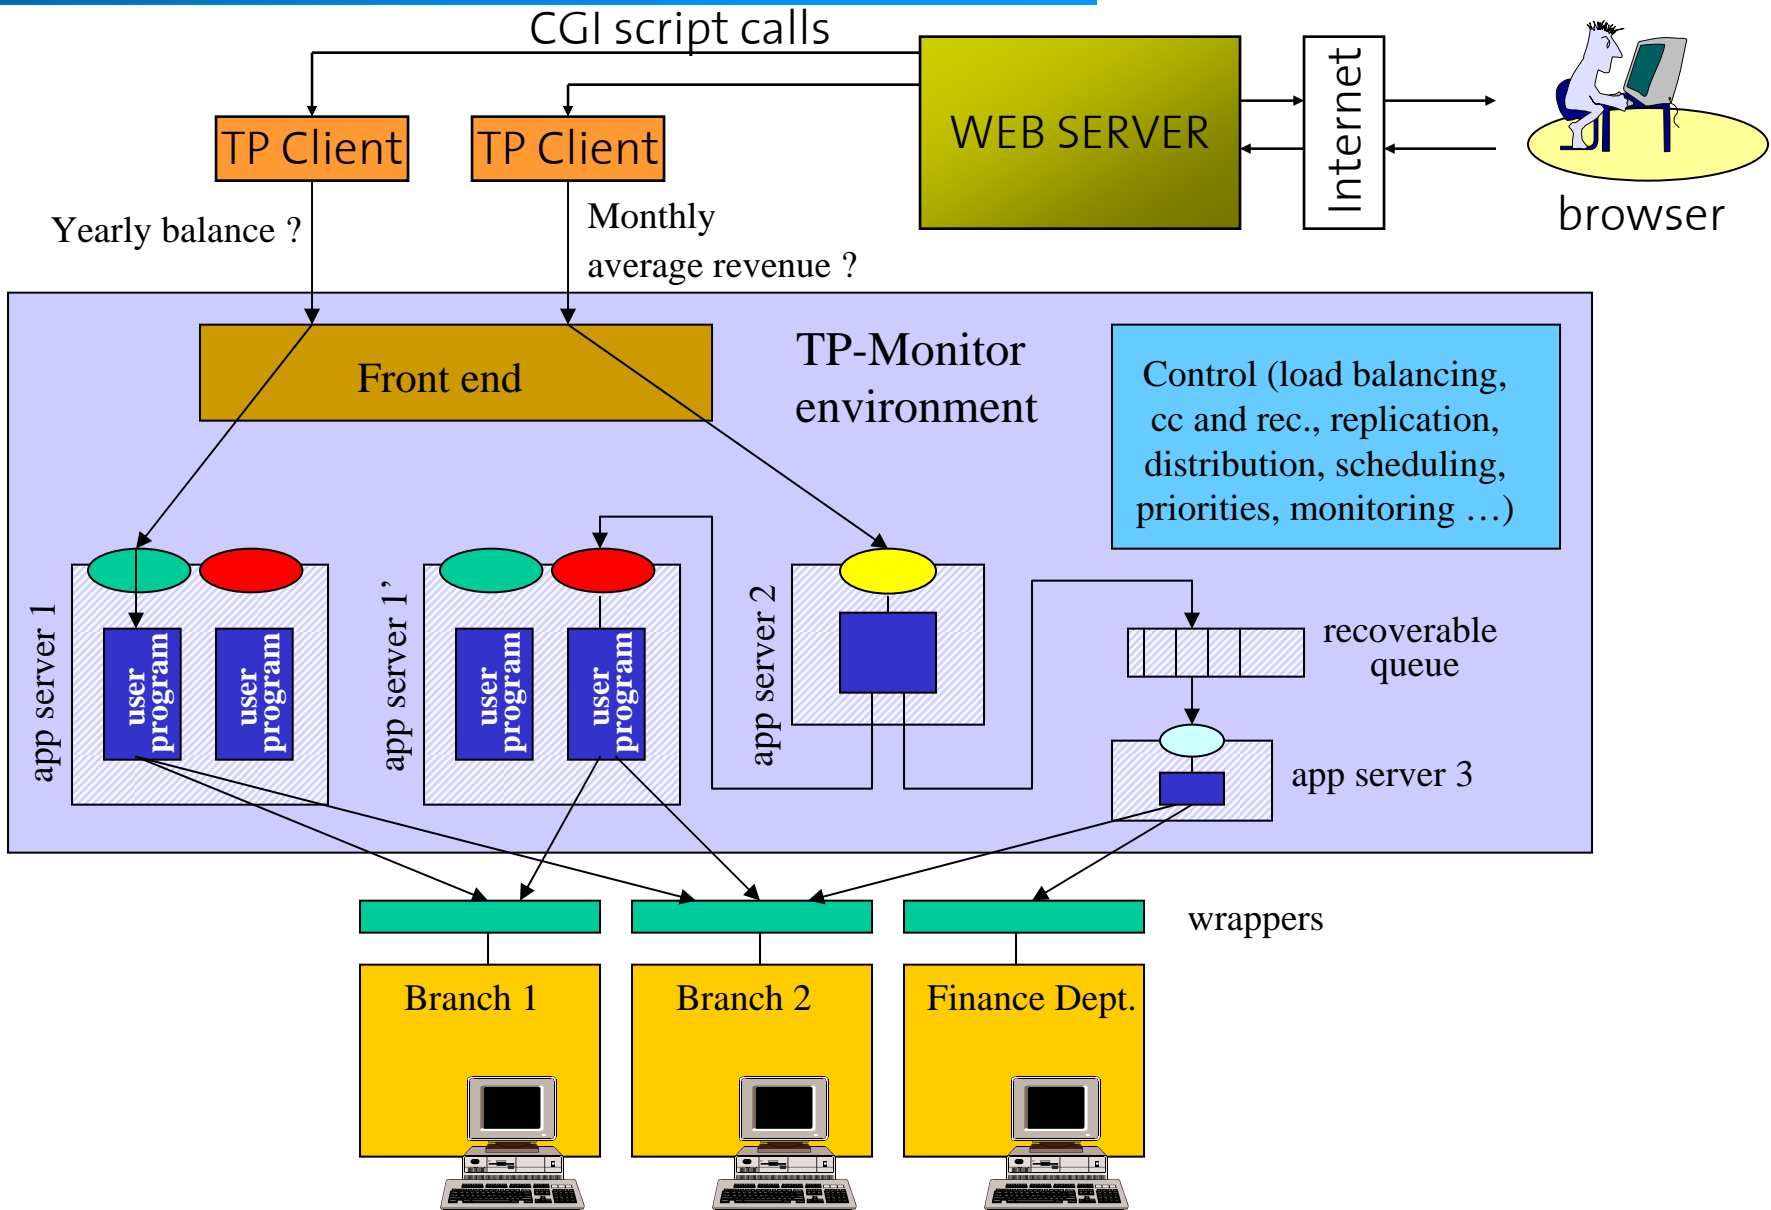 CGI script calls
TP Client
TP Client
WEB SERVER
Internet
browser
Yearly balance ?
Monthly
average revenue ?
Front end
TP-Monitor
environment
Control (load balancing,
cc and rec., replication,
distribution, scheduling,
priorities, monitoring …)
app server 1
user
program
user
program
app server 1’
user
program
user
program
app server 2
recoverable
queue
app server 3
wrappers
Branch 1
Branch 2
Finance Dept.